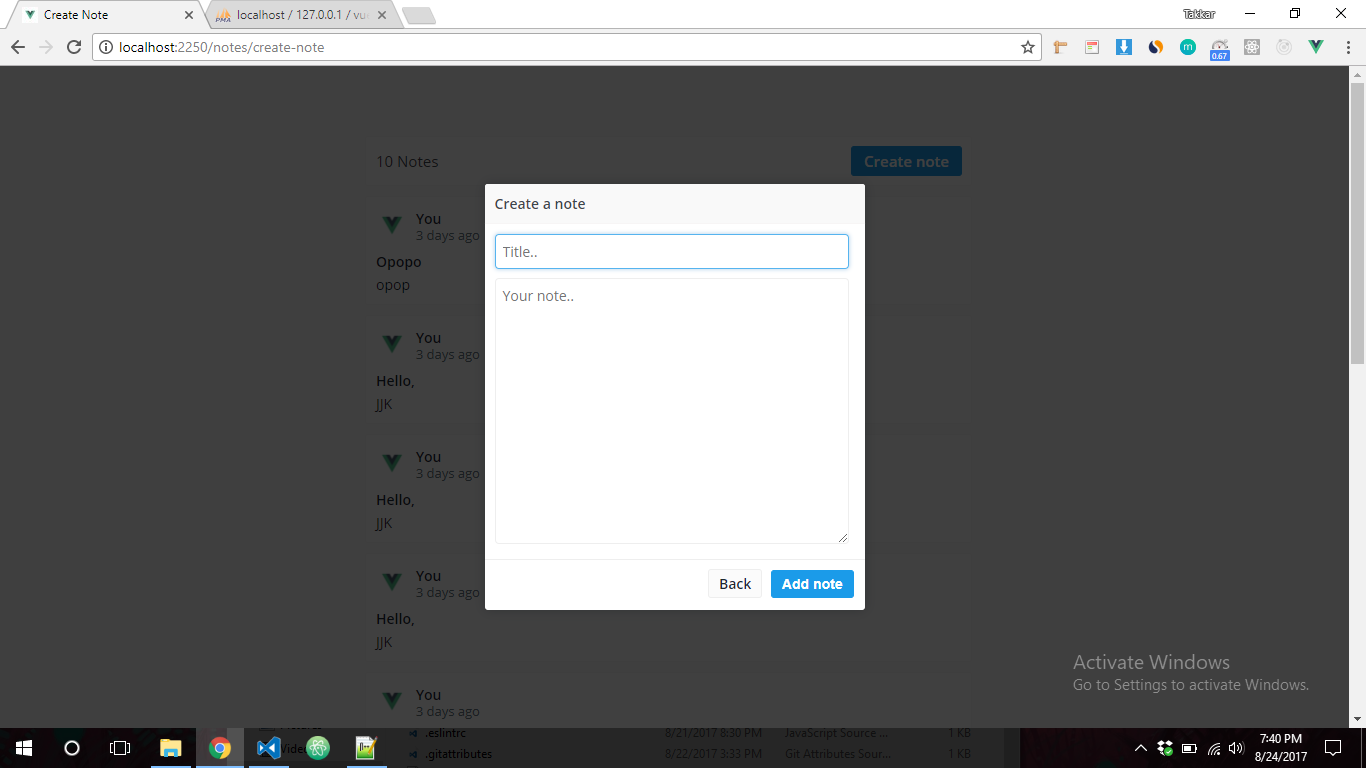 Create Note
localhost / 127.0.0.1 / vue
Takkar
localhost:2250/notes/create-note
0.67
10 Notes
Create note
You
3 days ago
Opopo
opop
You
3 days ago
Hello,
JJK
You
3 days ago
Hello,
JJK
You
3 days ago
Hello,
JJK
You
3 days ago
Create a note
Title..
Your note..
Back
Add note
Activate Windows
Go to Settings to activate Windows.
.eslintrc 8/21/2017 8:30 PM JavaScript Source ... 1 KB
.gitattributes 8/22/2017 3:33 PM Git Attributes Sour... 1 KB
7:40 PM
8/24/2017